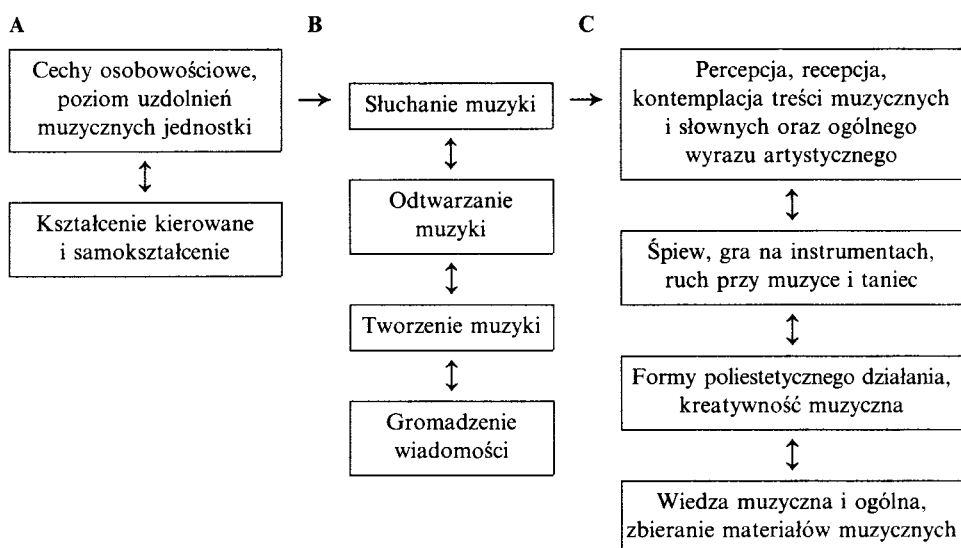 A
Cechy osobowościowe,
poziom uzdolnień
muzycznych jednostki
Kształcenie kierowane
i samokształcenie
B
Słuchanie muzyki
Odtwarzanie
muzyki
Tworzenie muzyki
Gromadzenie
wiadomości
C
Percepcja, recepcja,
kontemplacja treści muzycznych
i słownych oraz ogólnego
wyrazu artystycznego
Śpiew, gra na instrumentach,
ruch przy muzyce i taniec
Formy poliestetycznego działania,
kreatywność muzyczna
Wiedza muzyczna i ogólna,
zbieranie materiałów muzycznych